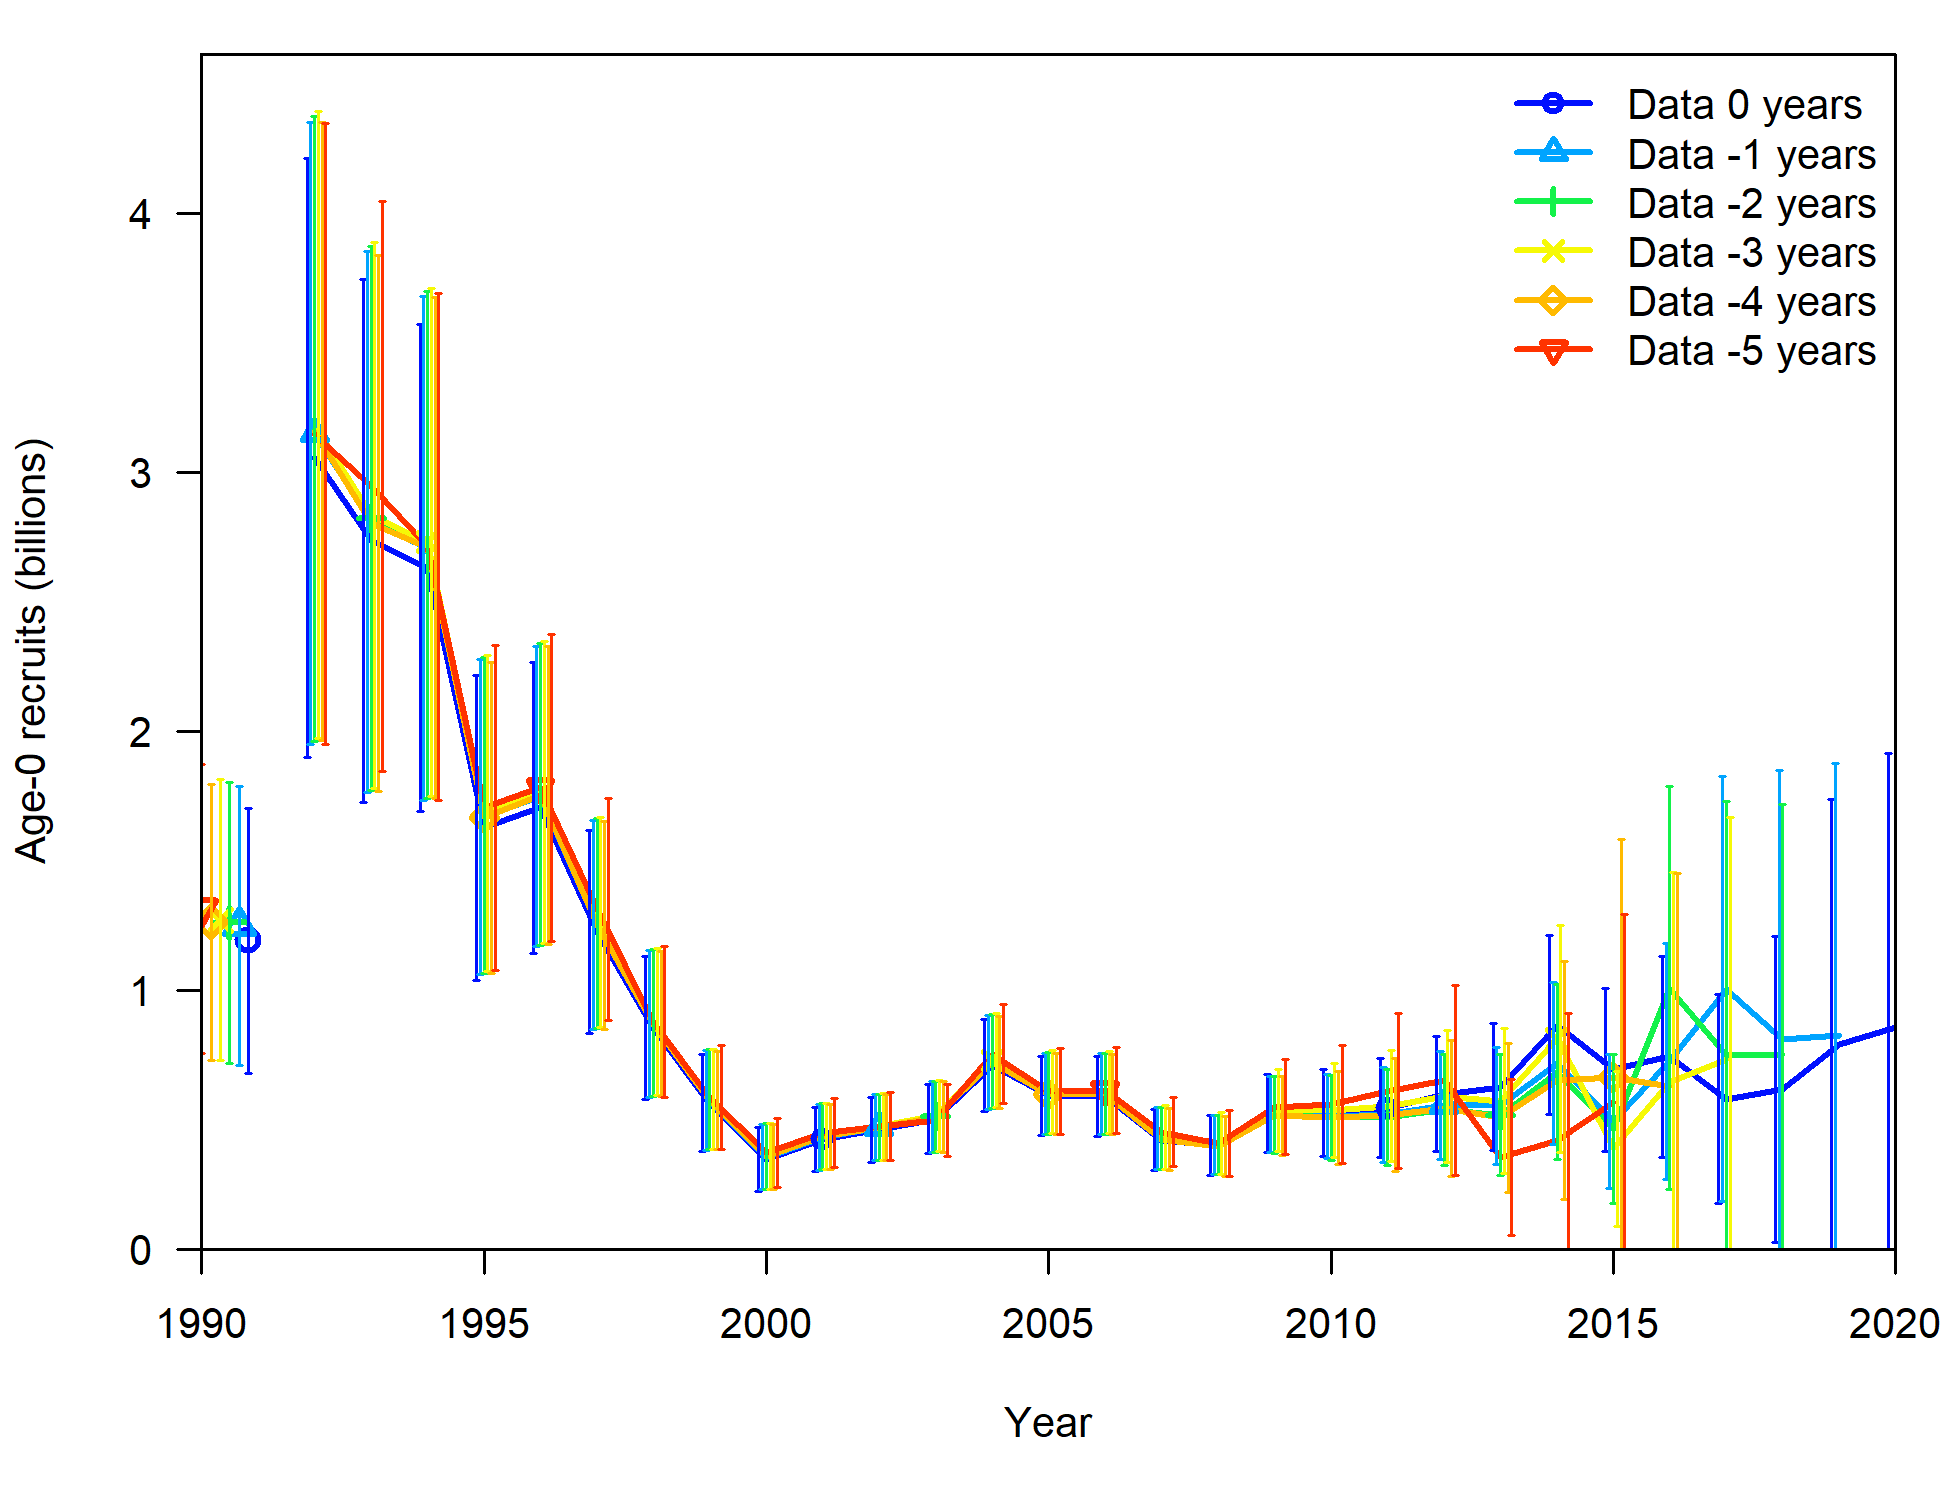 Data 0 years
Data -1 years
Data -2 years
Data -3 years
Data -4 years
Data -5 years
Age-0 recruits (billions)
4
3
2
1
0
1990 1995 2000 2005 2010 2015 2020
Year